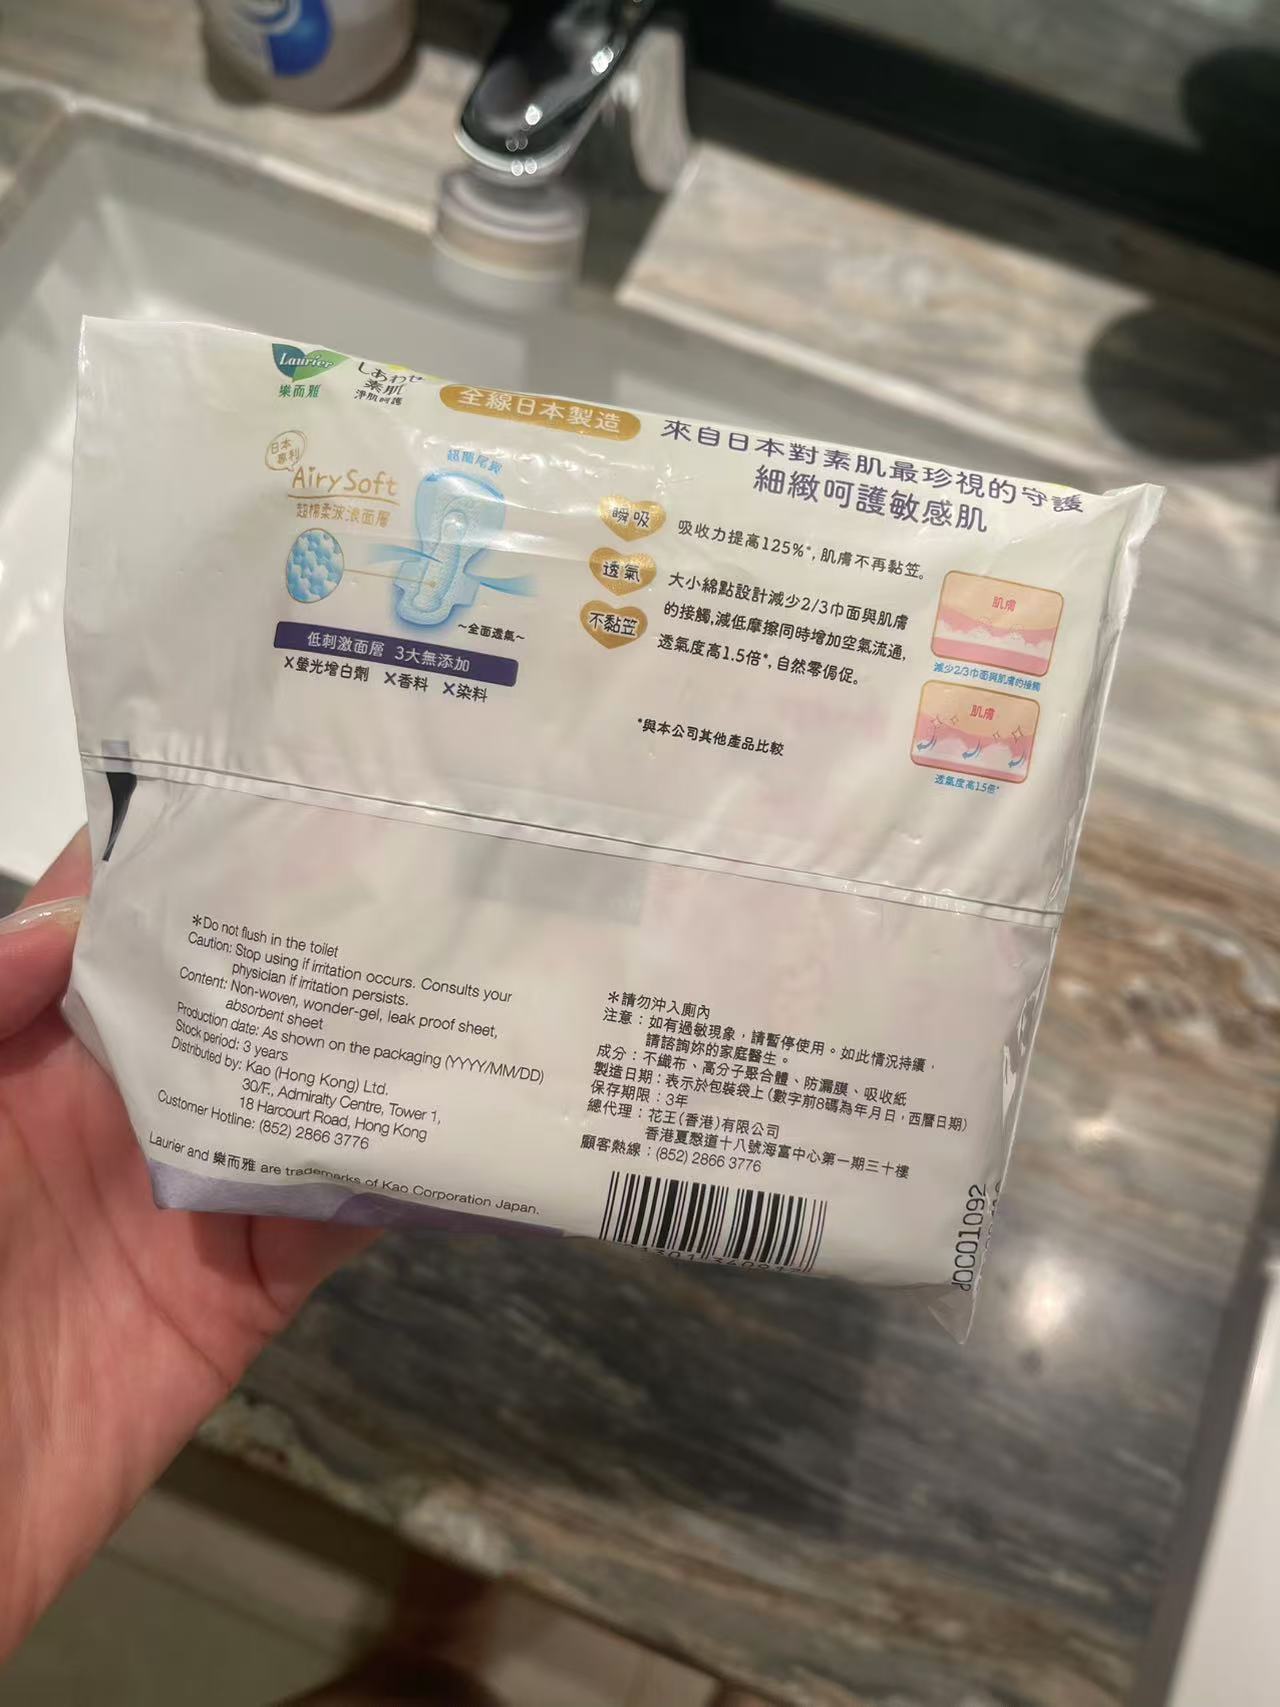 Laurier
樂而雅
しあわせ
素肌
淨肌呵護
全線日本製造
來自日本對素肌最珍視的守護
細緻呵護敏感肌
日本
專利
AirySoft
超棉柔波浪面層
超闊尾翼
~全面透氣~
低刺激面層 3大無添加
X螢光增白劑 X香料 X染料
瞬吸
吸收力提高125%*,肌膚不再黏笠。
透氣
大小綿點設計減少2/3巾面與肌膚
的接觸,減低摩擦同時增加空氣流通,
不黏笠
透氣度高1.5倍*,自然零侷促。
*與本公司其他產品比較
肌膚
減少2/3巾面與肌膚的接觸
肌膚
透氣度高1.5倍*
*Do not flush in the toilet
Caution: Stop using if irritation occurs. Consults your
physician if irritation persists.
Content: Non-woven, wonder-gel, leak proof sheet,
absorbent sheet
Production date: As shown on the packaging (YYYY/MM/DD)
Stock period: 3 years
Distributed by: Kao (Hong Kong) Ltd.
30/F., Admiralty Centre, Tower 1,
18 Harcourt Road, Hong Kong
Customer Hotline: (852) 2866 3776
Laurier and 樂而雅 are trademarks of Kao Corporation Japan.
*請勿沖入廁內
注意：如有過敏現象，請暫停使用。如此情況持續，
請諮詢妳的家庭醫生。
成分：不織布、高分子聚合體、防漏膜、吸收紙
製造日期：表示於包裝袋上(數字前8碼為年月日，西曆日期)
保存期限：3年
總代理：花王(香港)有限公司
香港夏慤道十八號海富中心第一期三十樓
顧客熱線：(852) 2866 3776